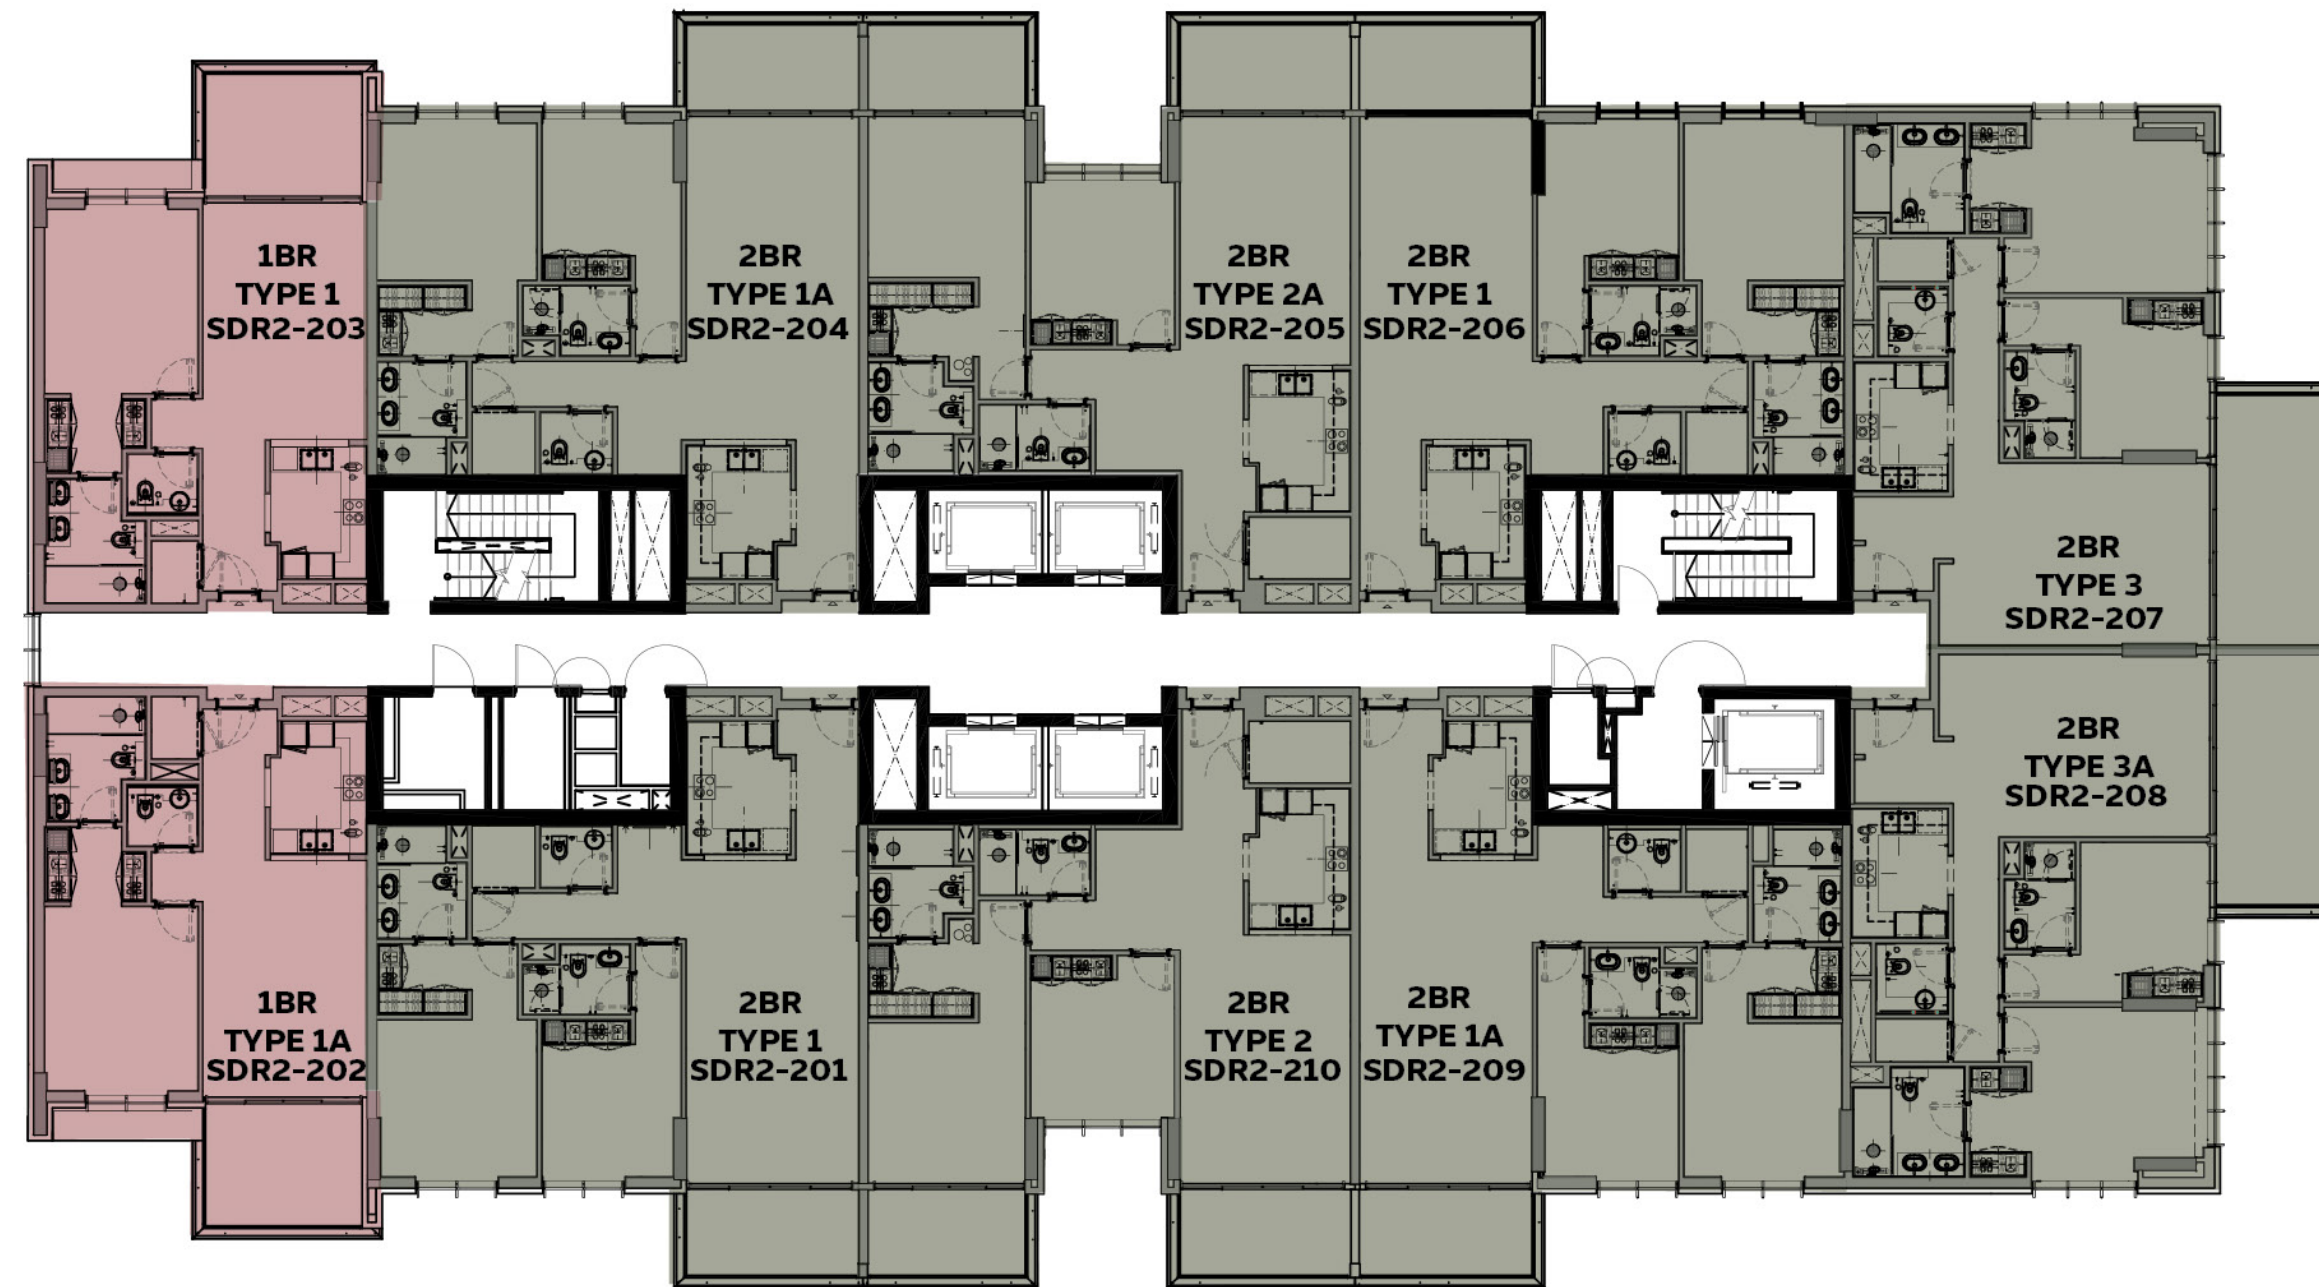 1BR
TYPE 1
SDR2-203
2BR
TYPE 1A
SDR2-204
2BR
TYPE 2A
SDR2-205
2BR
TYPE 1
SDR2-206
2BR
TYPE 3
SDR2-207
2BR
TYPE 3A
SDR2-208
1BR
TYPE 1A
SDR2-202
2BR
TYPE 1
SDR2-201
2BR
TYPE 2
SDR2-210
2BR
TYPE 1A
SDR2-209